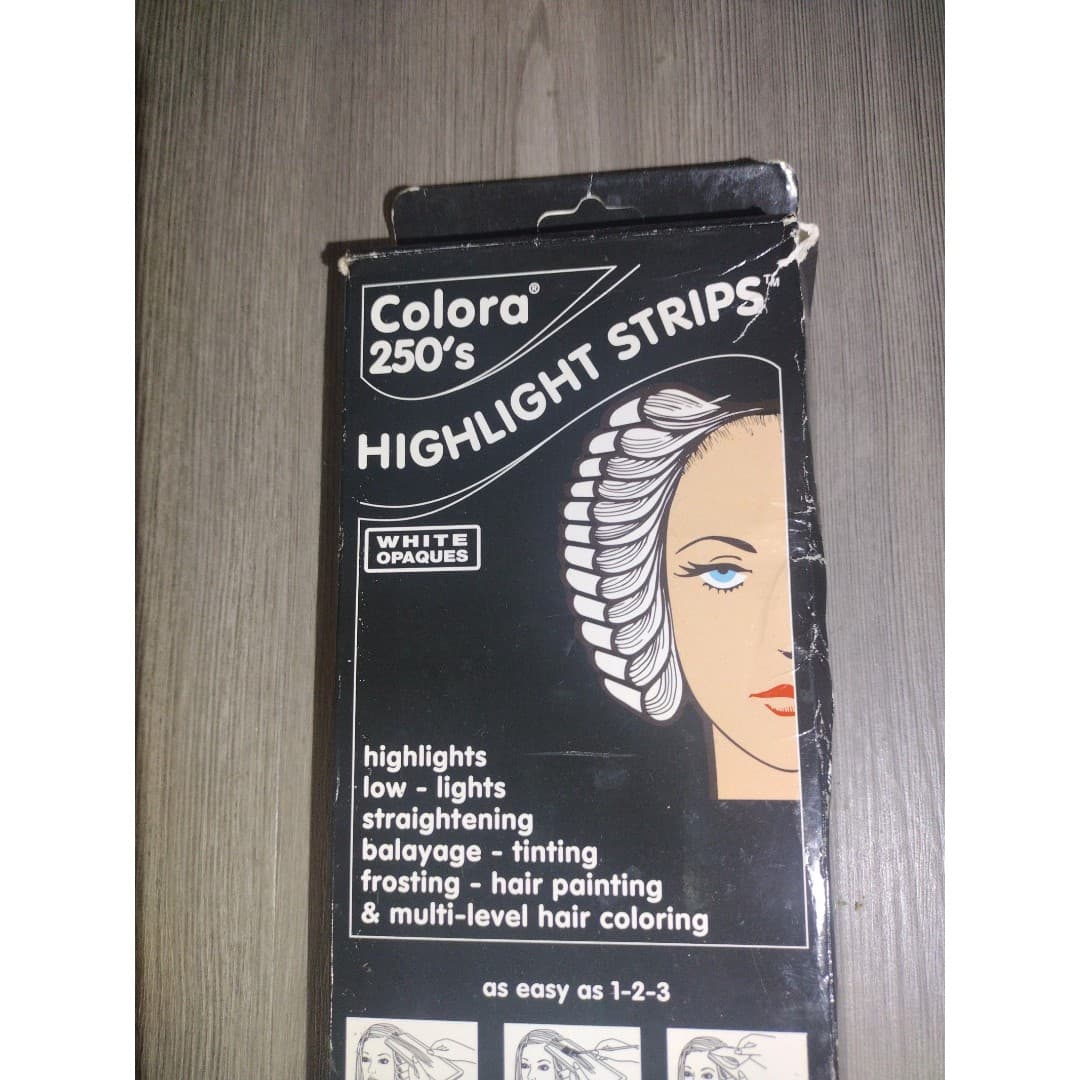 Colora®
250's
HIGHLIGHT STRIPS™
WHITE
OPAQUES
highlights
low - lights
straightening
balayage - tinting
frosting - hair painting
& multi-level hair coloring
as easy as 1-2-3